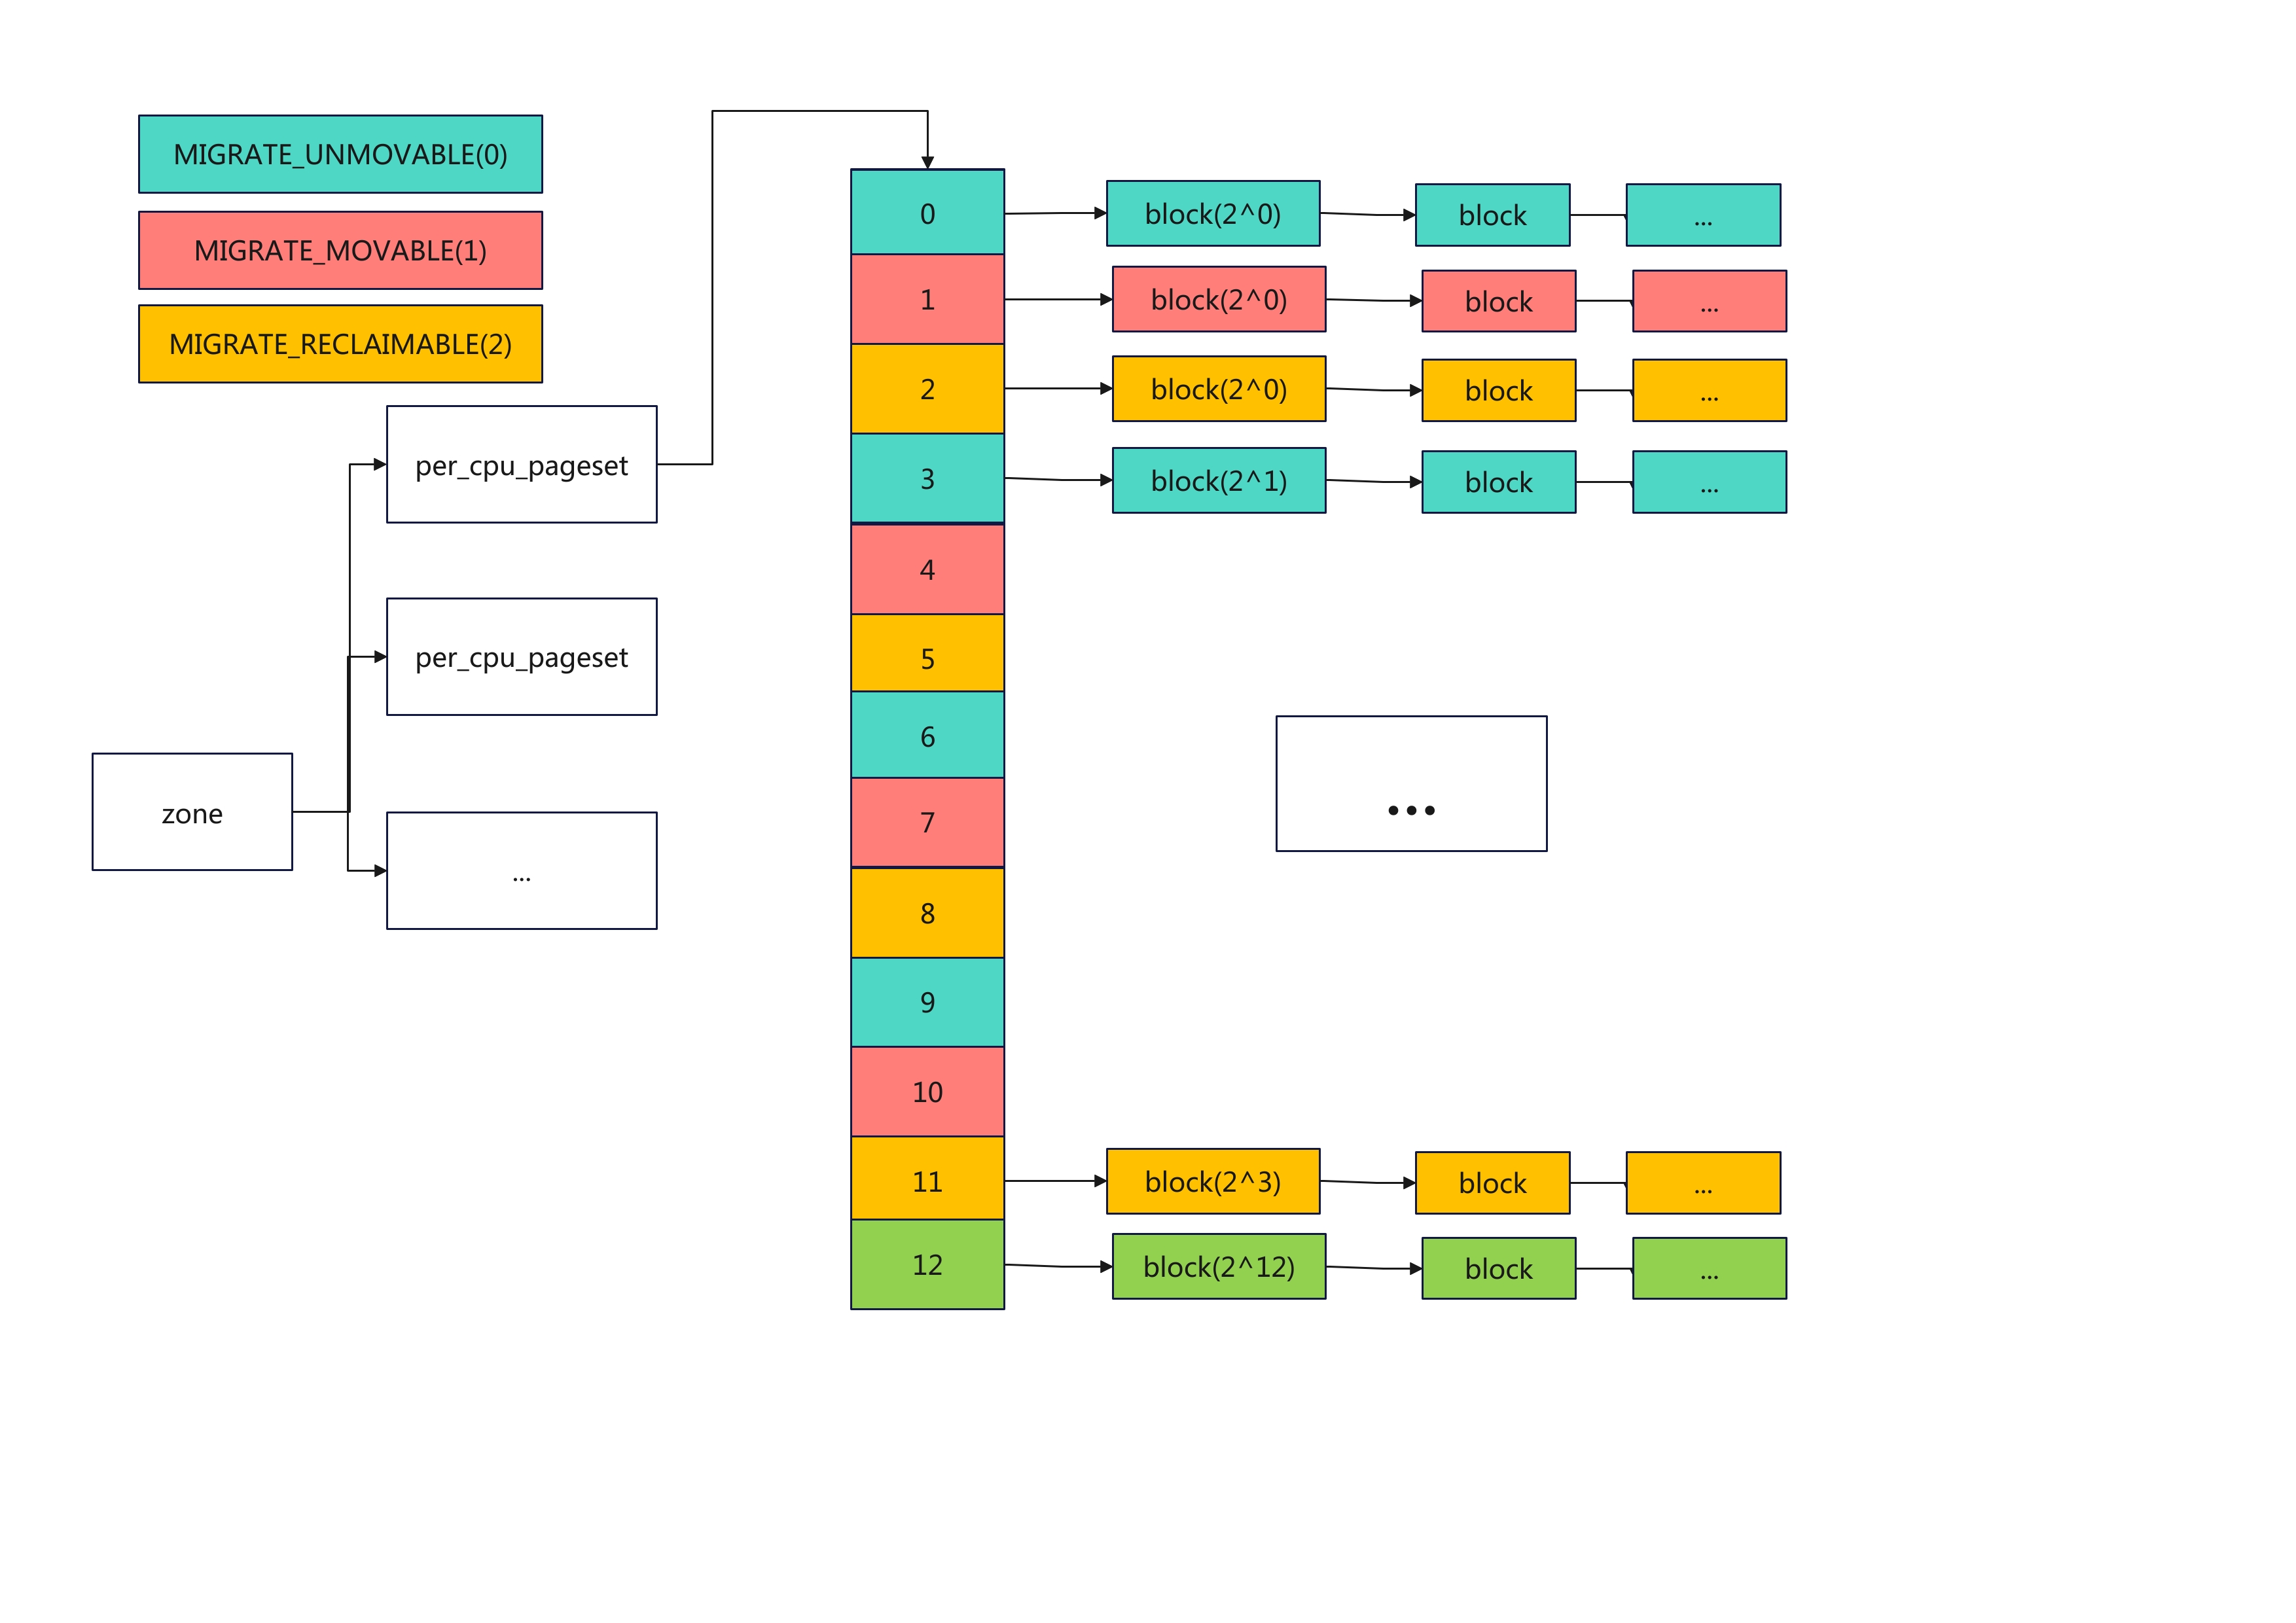 MIGRATE_UNMOVABLE(0)
MIGRATE_MOVABLE(1)
MIGRATE_RECLAIMABLE(2)
per_cpu_pageset
per_cpu_pageset
zone
...
0
block(2^0)
block
...
1
block(2^0)
block
...
2
block(2^0)
block
...
3
block(2^1)
block
...
4
5
6
7
...
8
9
10
11
block(2^3)
block
...
12
block(2^12)
block
...